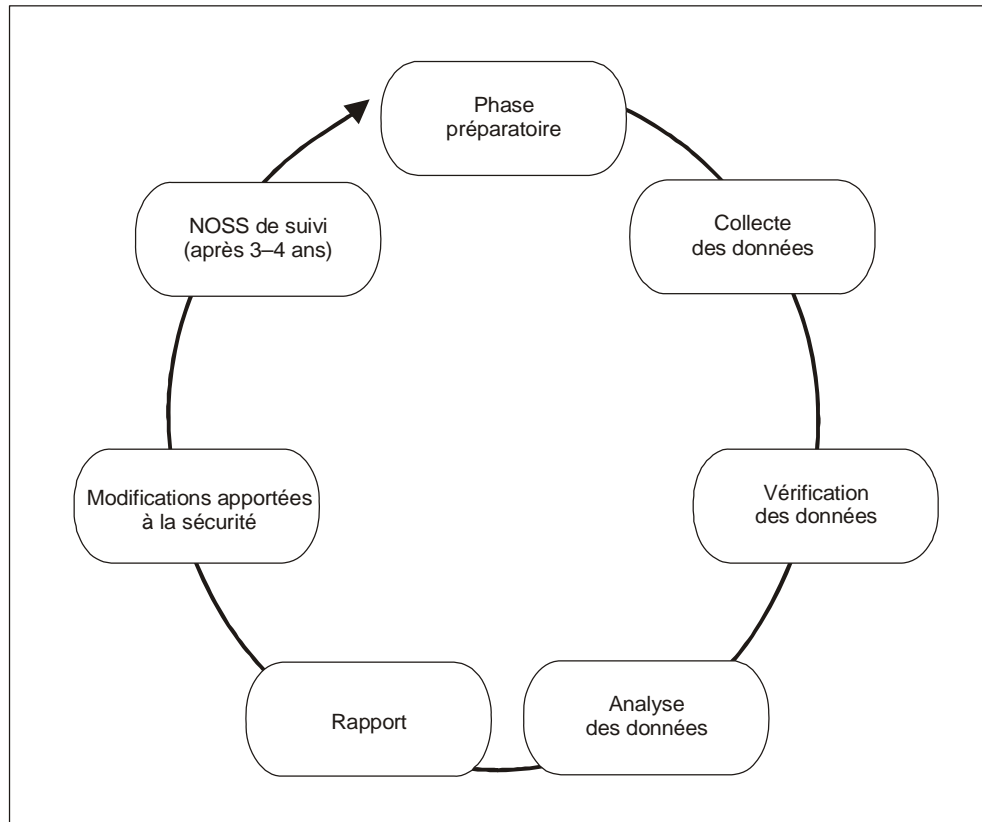 Phase
préparatoire
Collecte
des données
Vérification
des données
Analyse
des données
Rapport
Modifications apportées
à la sécurité
NOSS de suivi
(après 3–4 ans)